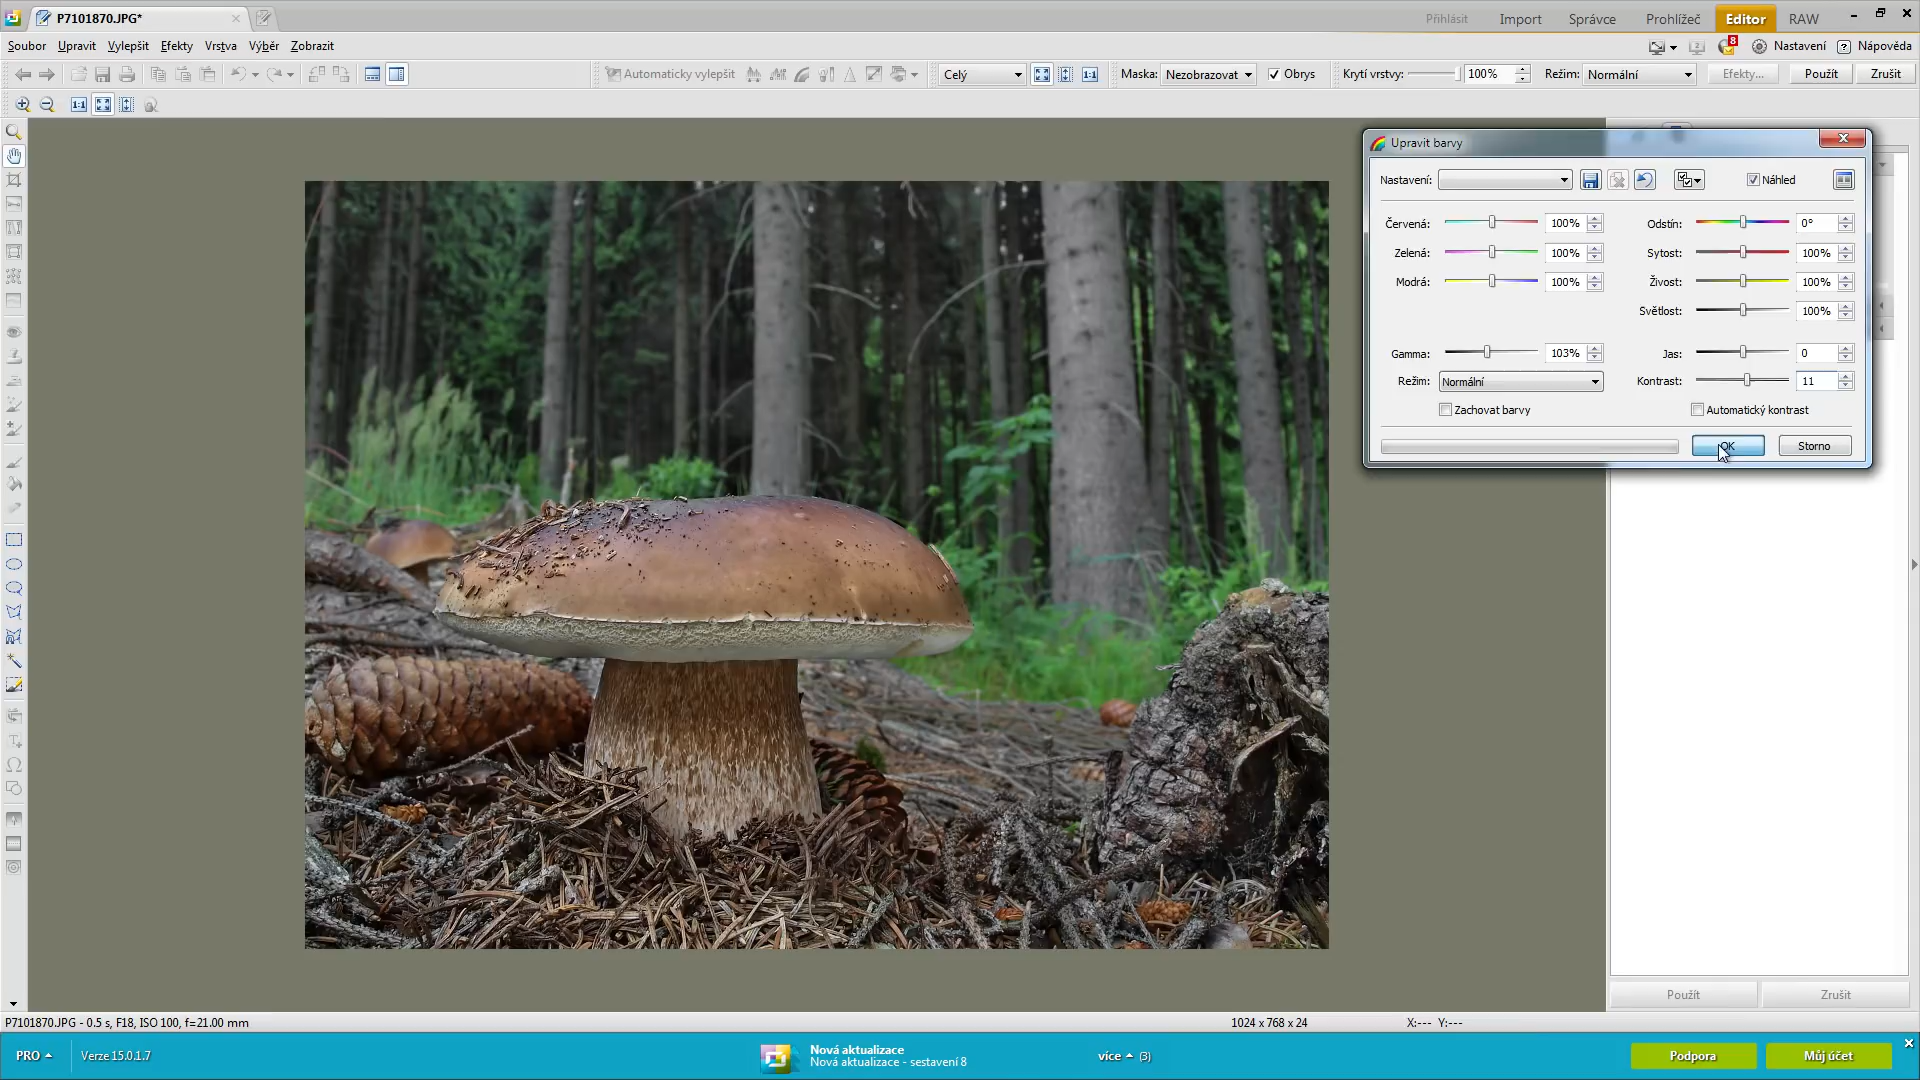 P7101870.JPG*
Přihlásit Import Správce Prohlížeč Editor RAW
Soubor Upravit Vylepšit Efekty Vrstva Výběr Zobrazit
8 Nastavení Nápověda
Automaticky vylepšit Celý 1:1 Maska: Nezobrazovat Obrys Krytí vrstvy: 100% Režim: Normální Efekty... Použít Zrušit
1:1
Upravit barvy
Nastavení: Náhled
Červená: 100% Odstín: 0°
Zelená: 100% Sytost: 100%
Modrá: 100% Živost: 100%
Světlost: 100%
Gamma: 103% Jas: 0
Režim: Normální Kontrast: 11
Zachovat barvy Automatický kontrast
OK Storno
Použít Zrušit
P7101870.JPG - 0.5 s, F18, ISO 100, f=21.00 mm 1024 x 768 x 24 X:--- Y:---
PRO Verze 15.0.1.7
Nová aktualizace
Nová aktualizace - sestavení 8
více (3)
Podpora Můj účet